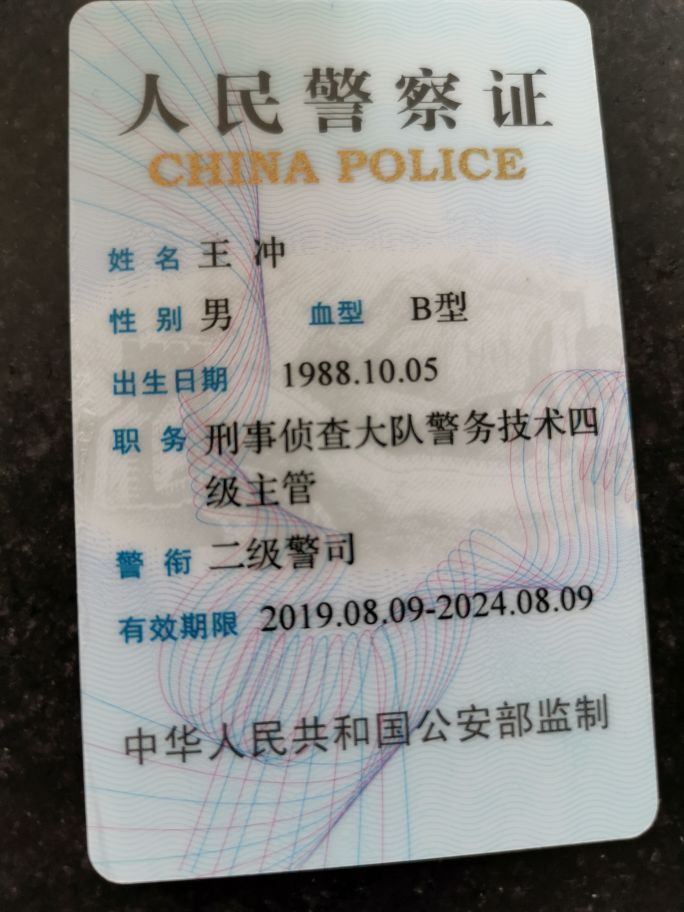 人民警察证
CHINA POLICE
姓 名 王 冲
性 别 男 血型 B型
出生日期 1988.10.05
职 务 刑事侦查大队警务技术四
级主管
警 衔 二级警司
有效期限 2019.08.09-2024.08.09
中华人民共和国公安部监制